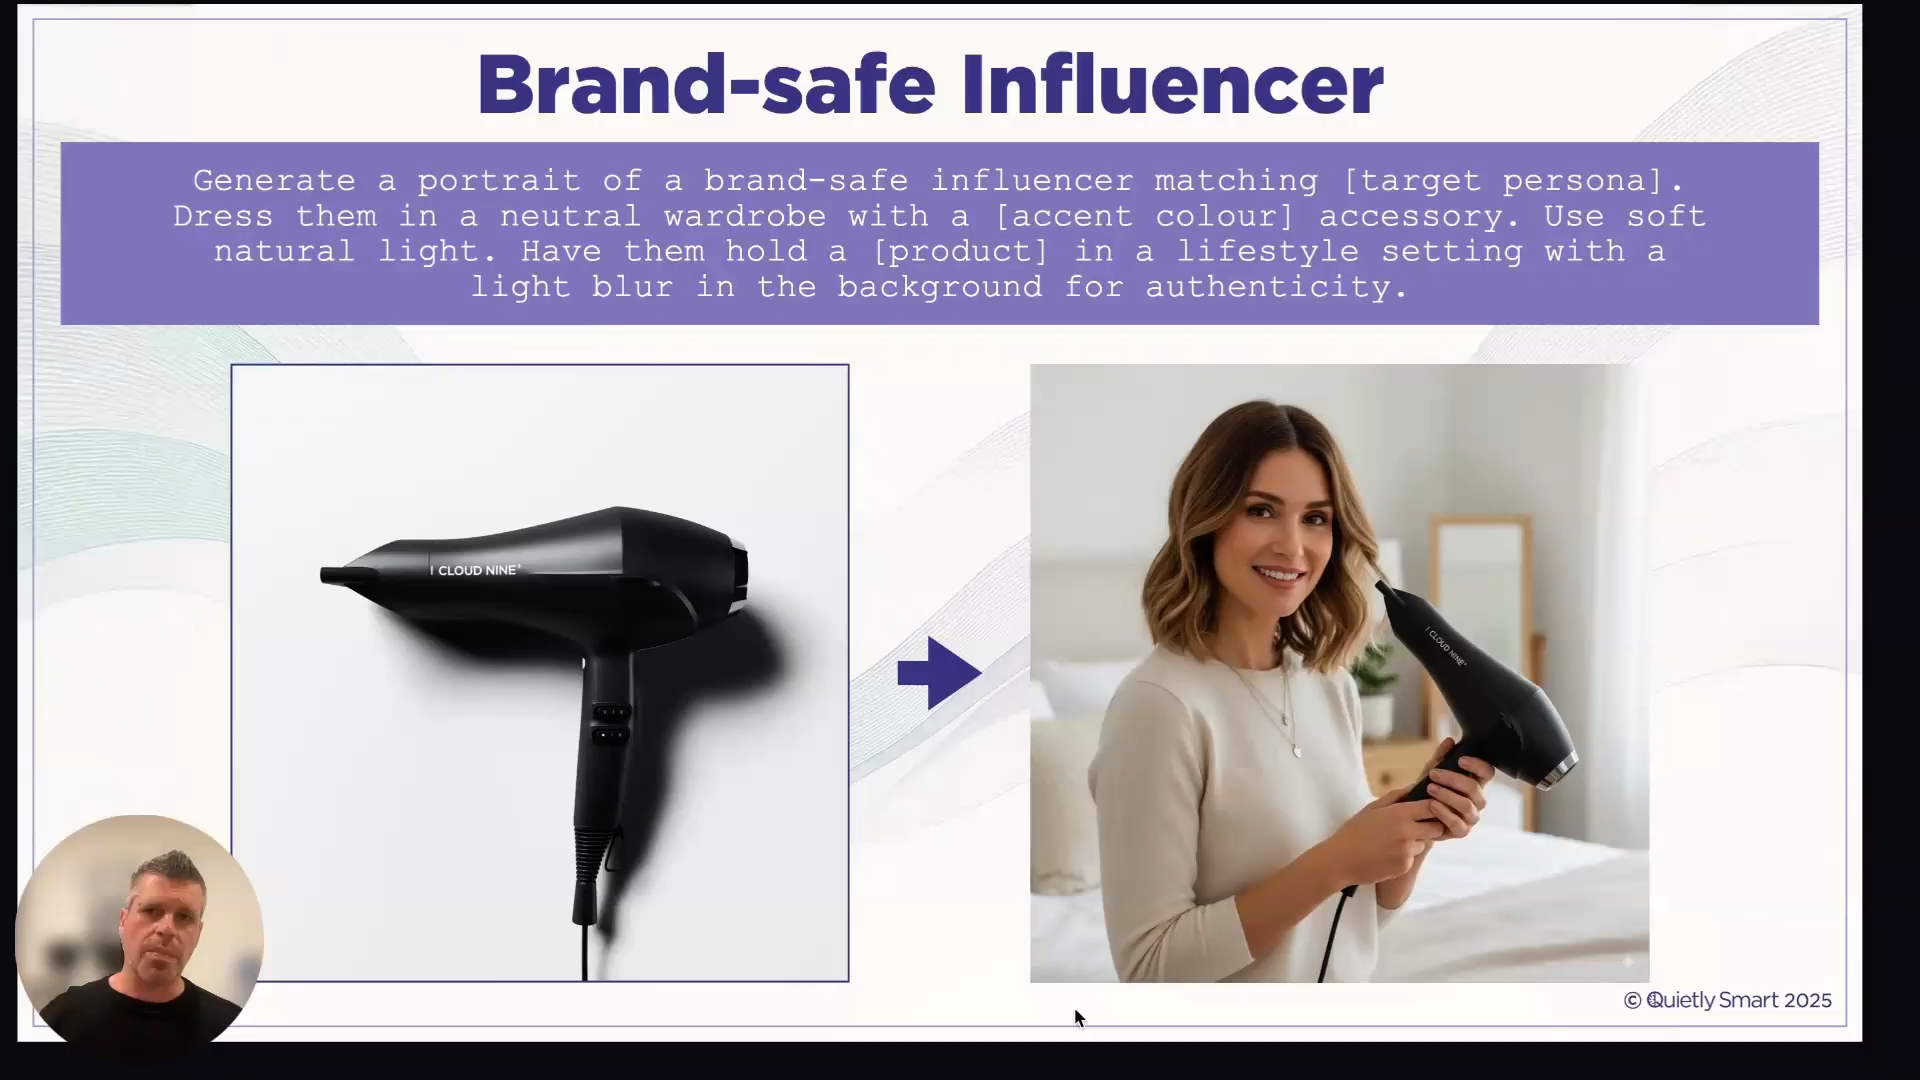 Brand-safe Influencer
Generate a portrait of a brand-safe influencer matching [target persona].
Dress them in a neutral wardrobe with a [accent colour] accessory. Use soft
natural light. Have them hold a [product] in a lifestyle setting with a
light blur in the background for authenticity.
| CLOUD NINE®
| CLOUD NINE®
© Quietly Smart 2025